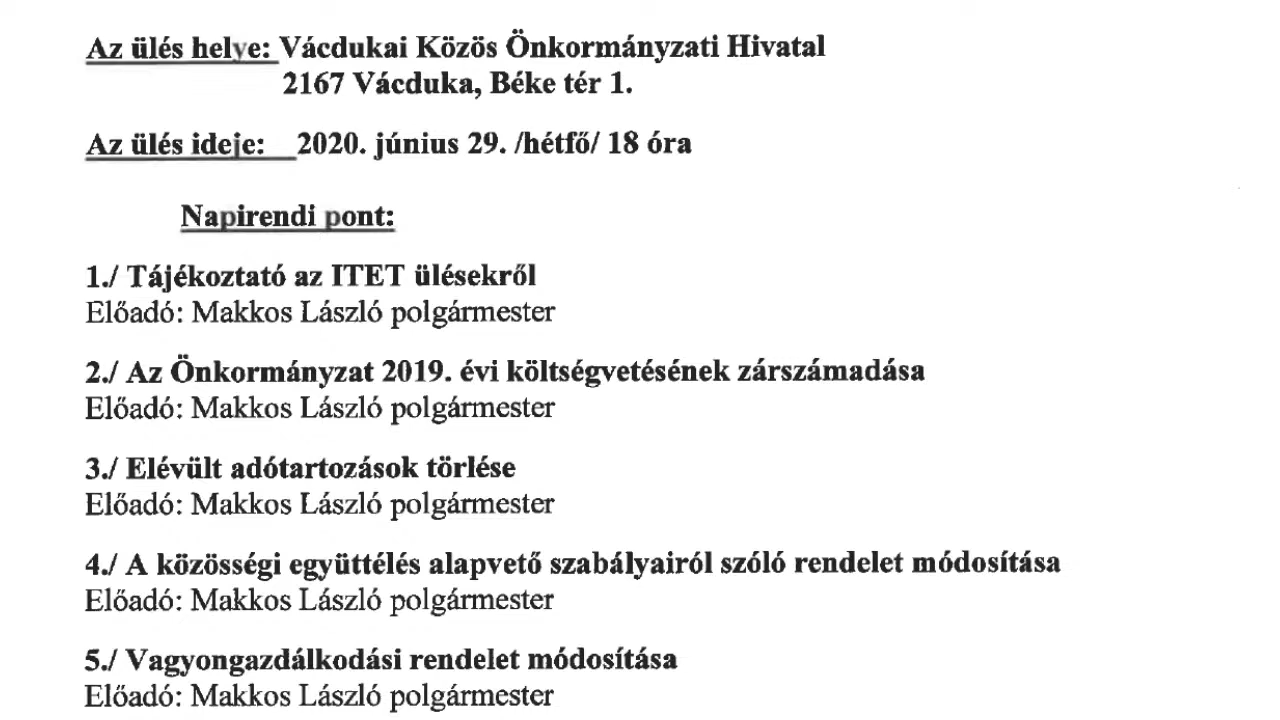 Az ülés helye: Vácdukai Közös Önkormányzati Hivatal
2167 Vácduka, Béke tér 1.
Az ülés ideje: 2020. június 29. /hétfő/ 18 óra
Napirendi pont:
1./ Tájékoztató az ITET ülésekről
Előadó: Makkos László polgármester
2./ Az Önkormányzat 2019. évi költségvetésének zárszámadása
Előadó: Makkos László polgármester
3./ Elévült adótartozások törlése
Előadó: Makkos László polgármester
4./ A közösségi együttélés alapvető szabályairól szóló rendelet módosítása
Előadó: Makkos László polgármester
5./ Vagyongazdálkodási rendelet módosítása
Előadó: Makkos László polgármester